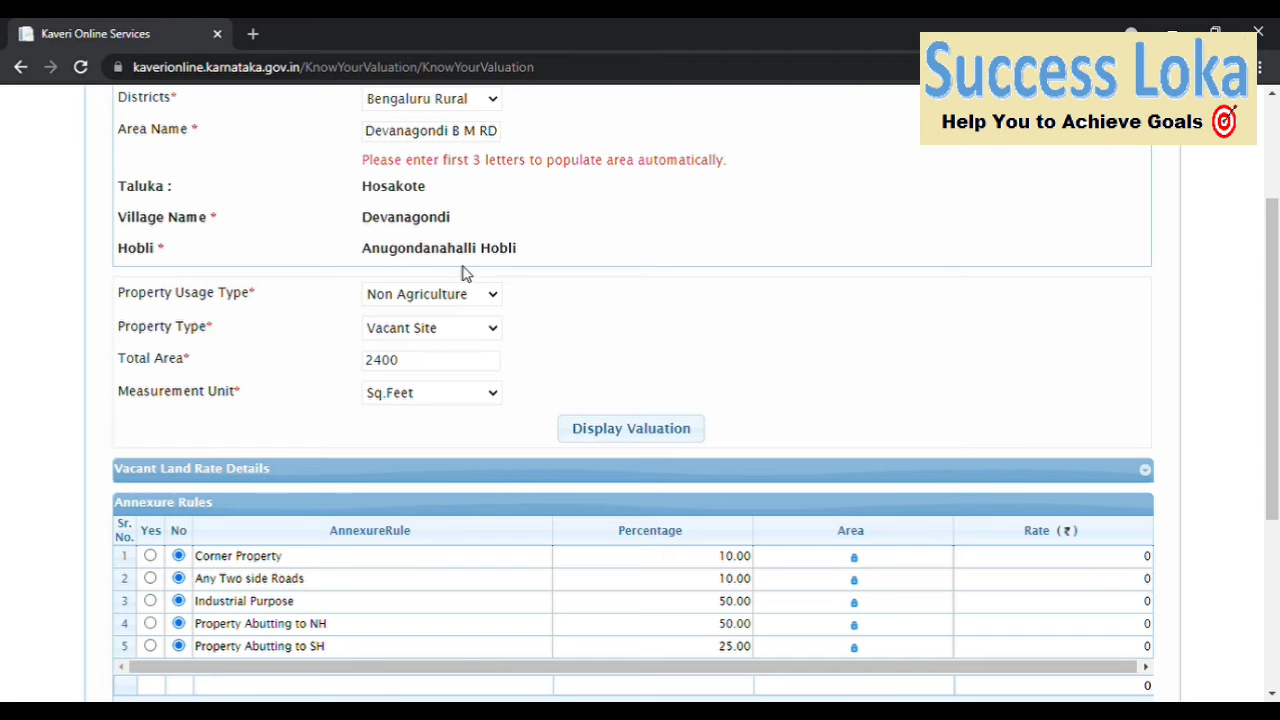 Kaveri Online Services
kaverionline.karnataka.gov.in/KnowYourValuation/KnowYourValuation
Success Loka
Help You to Achieve Goals
Districts* Bengaluru Rural
Area Name * Devanagondi B M RD
Please enter first 3 letters to populate area automatically.
Taluka : Hosakote
Village Name * Devanagondi
Hobli * Anugondanahalli Hobli
Property Usage Type* Non Agriculture
Property Type* Vacant Site
Total Area* 2400
Measurement Unit* Sq.Feet
Display Valuation
Vacant Land Rate Details
Annexure Rules
Sr. No. Yes No AnnexureRule Percentage Area Rate (₹)
1 Corner Property 10.00 0
2 Any Two side Roads 10.00 0
3 Industrial Purpose 50.00 0
4 Property Abutting to NH 50.00 0
5 Property Abutting to SH 25.00 0
0